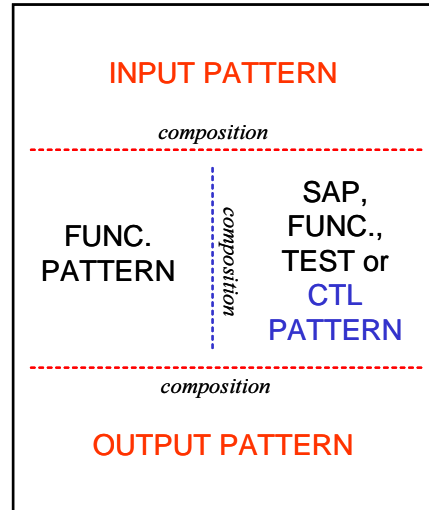 INPUT PATTERN
composition
FUNC.
PATTERN
composition
SAP,
FUNC.,
TEST or
CTL
PATTERN
composition
OUTPUT PATTERN